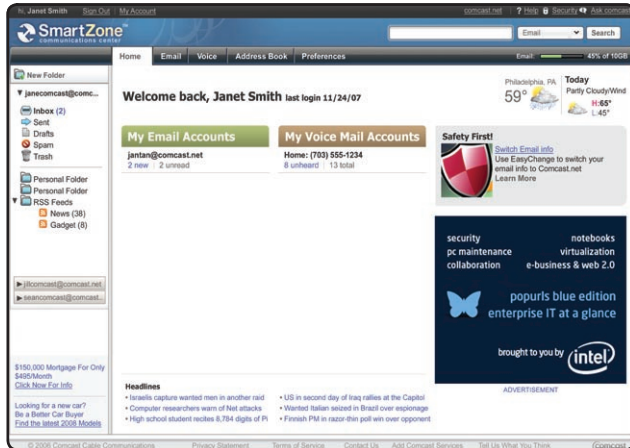 hi, Janet Smith Sign Out | My Account
comcast.net | ? Help Security Ask comcast
SmartZone™
communications center
Email
Search
Home Email Voice Address Book Preferences
Email: 45% of 10GB
New Folder
janecomcast@comc...
Inbox (2)
Sent
Drafts
Spam
Trash
Personal Folder
Personal Folder
RSS Feeds
News (38)
Gadget (8)
jillcomcast@comcast.net
seancomcast@comcast...
$150,000 Mortgage For Only
$495/Month
Click Now For Info
Looking for a new car?
Be a Better Car Buyer
Find the latest 2008 Models
Welcome back, Janet Smith last login 11/24/07
My Email Accounts
jantan@comcast.net
2 new | 2 unread
My Voice Mail Accounts
Home: (703) 555-1234
8 unheard | 13 total
Philadelphia, PA
59°
Today
Partly Cloudy/Wind
H:65°
L:45°
Safety First!
Switch Email info
Use EasyChange to switch your
email info to Comcast.net
Learn More
security notebooks
pc maintenance virtualization
collaboration e-business & web 2.0
popurls blue edition
enterprise IT at a glance
brought to you by intel
ADVERTISEMENT
Headlines
• Israelis capture wanted men in another raid
• Computer researchers warn of Net attacks
• High school student recites 8,784 digits of Pi
• US in second day of Iraq rallies at the Capitol
• Wanted Italian seized in Brazil over espionage
• Finnish PM in razor-thin poll win over opponent
© 2006 Comcast Cable Communications Privacy Statement Terms of Service Contact Us Add Comcast Services Tell Us What You Think (comcast